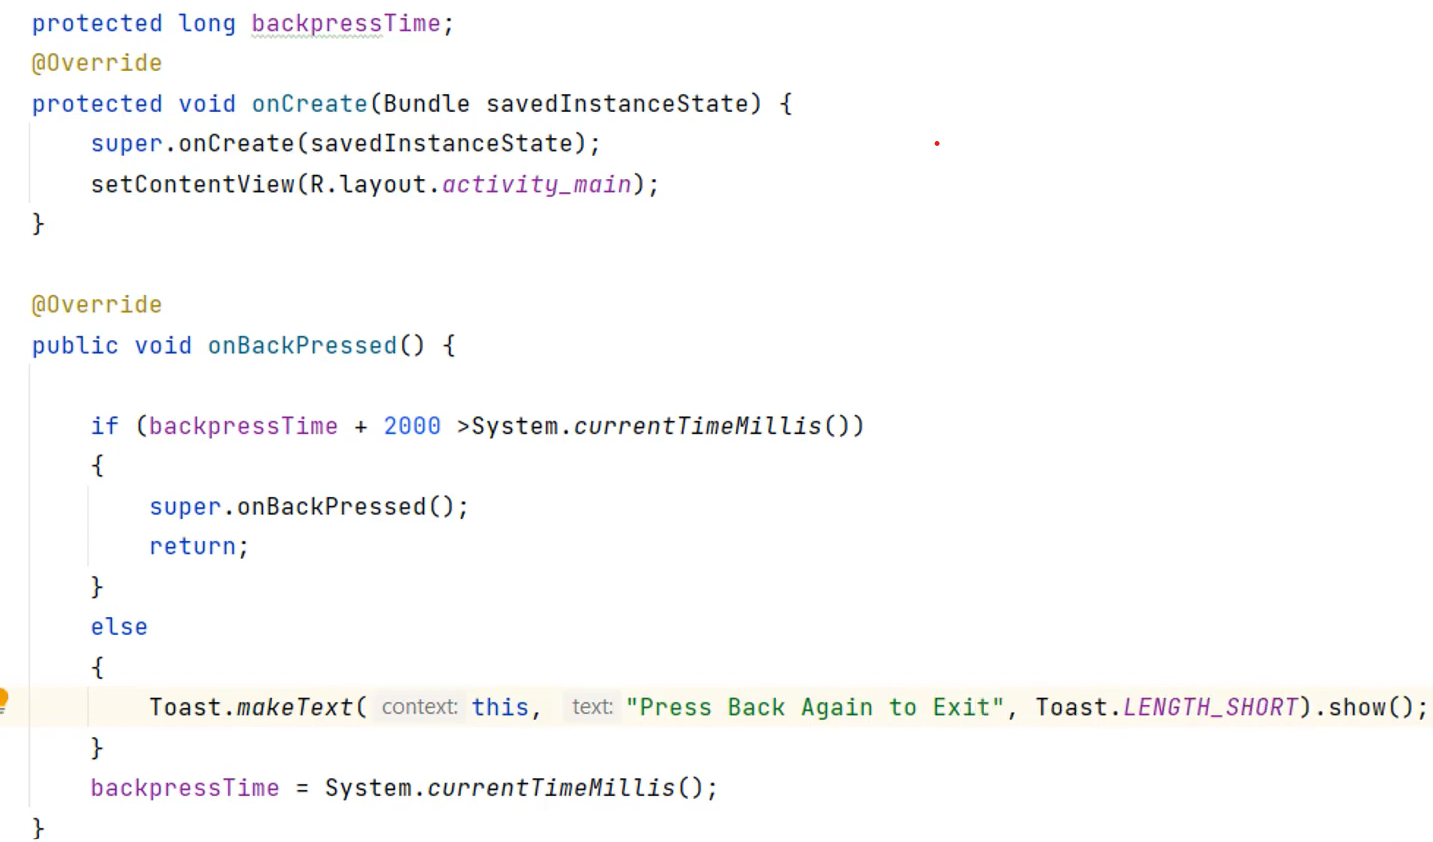 protected long backpressTime;
@Override
protected void onCreate(Bundle savedInstanceState) {
super.onCreate(savedInstanceState);
setContentView(R.layout.activity_main);
}
@Override
public void onBackPressed() {
if (backpressTime + 2000 >System.currentTimeMillis())
{
super.onBackPressed();
return;
}
else
{
Toast.makeText( context: this, text: "Press Back Again to Exit", Toast.LENGTH_SHORT).show();
}
backpressTime = System.currentTimeMillis();
}